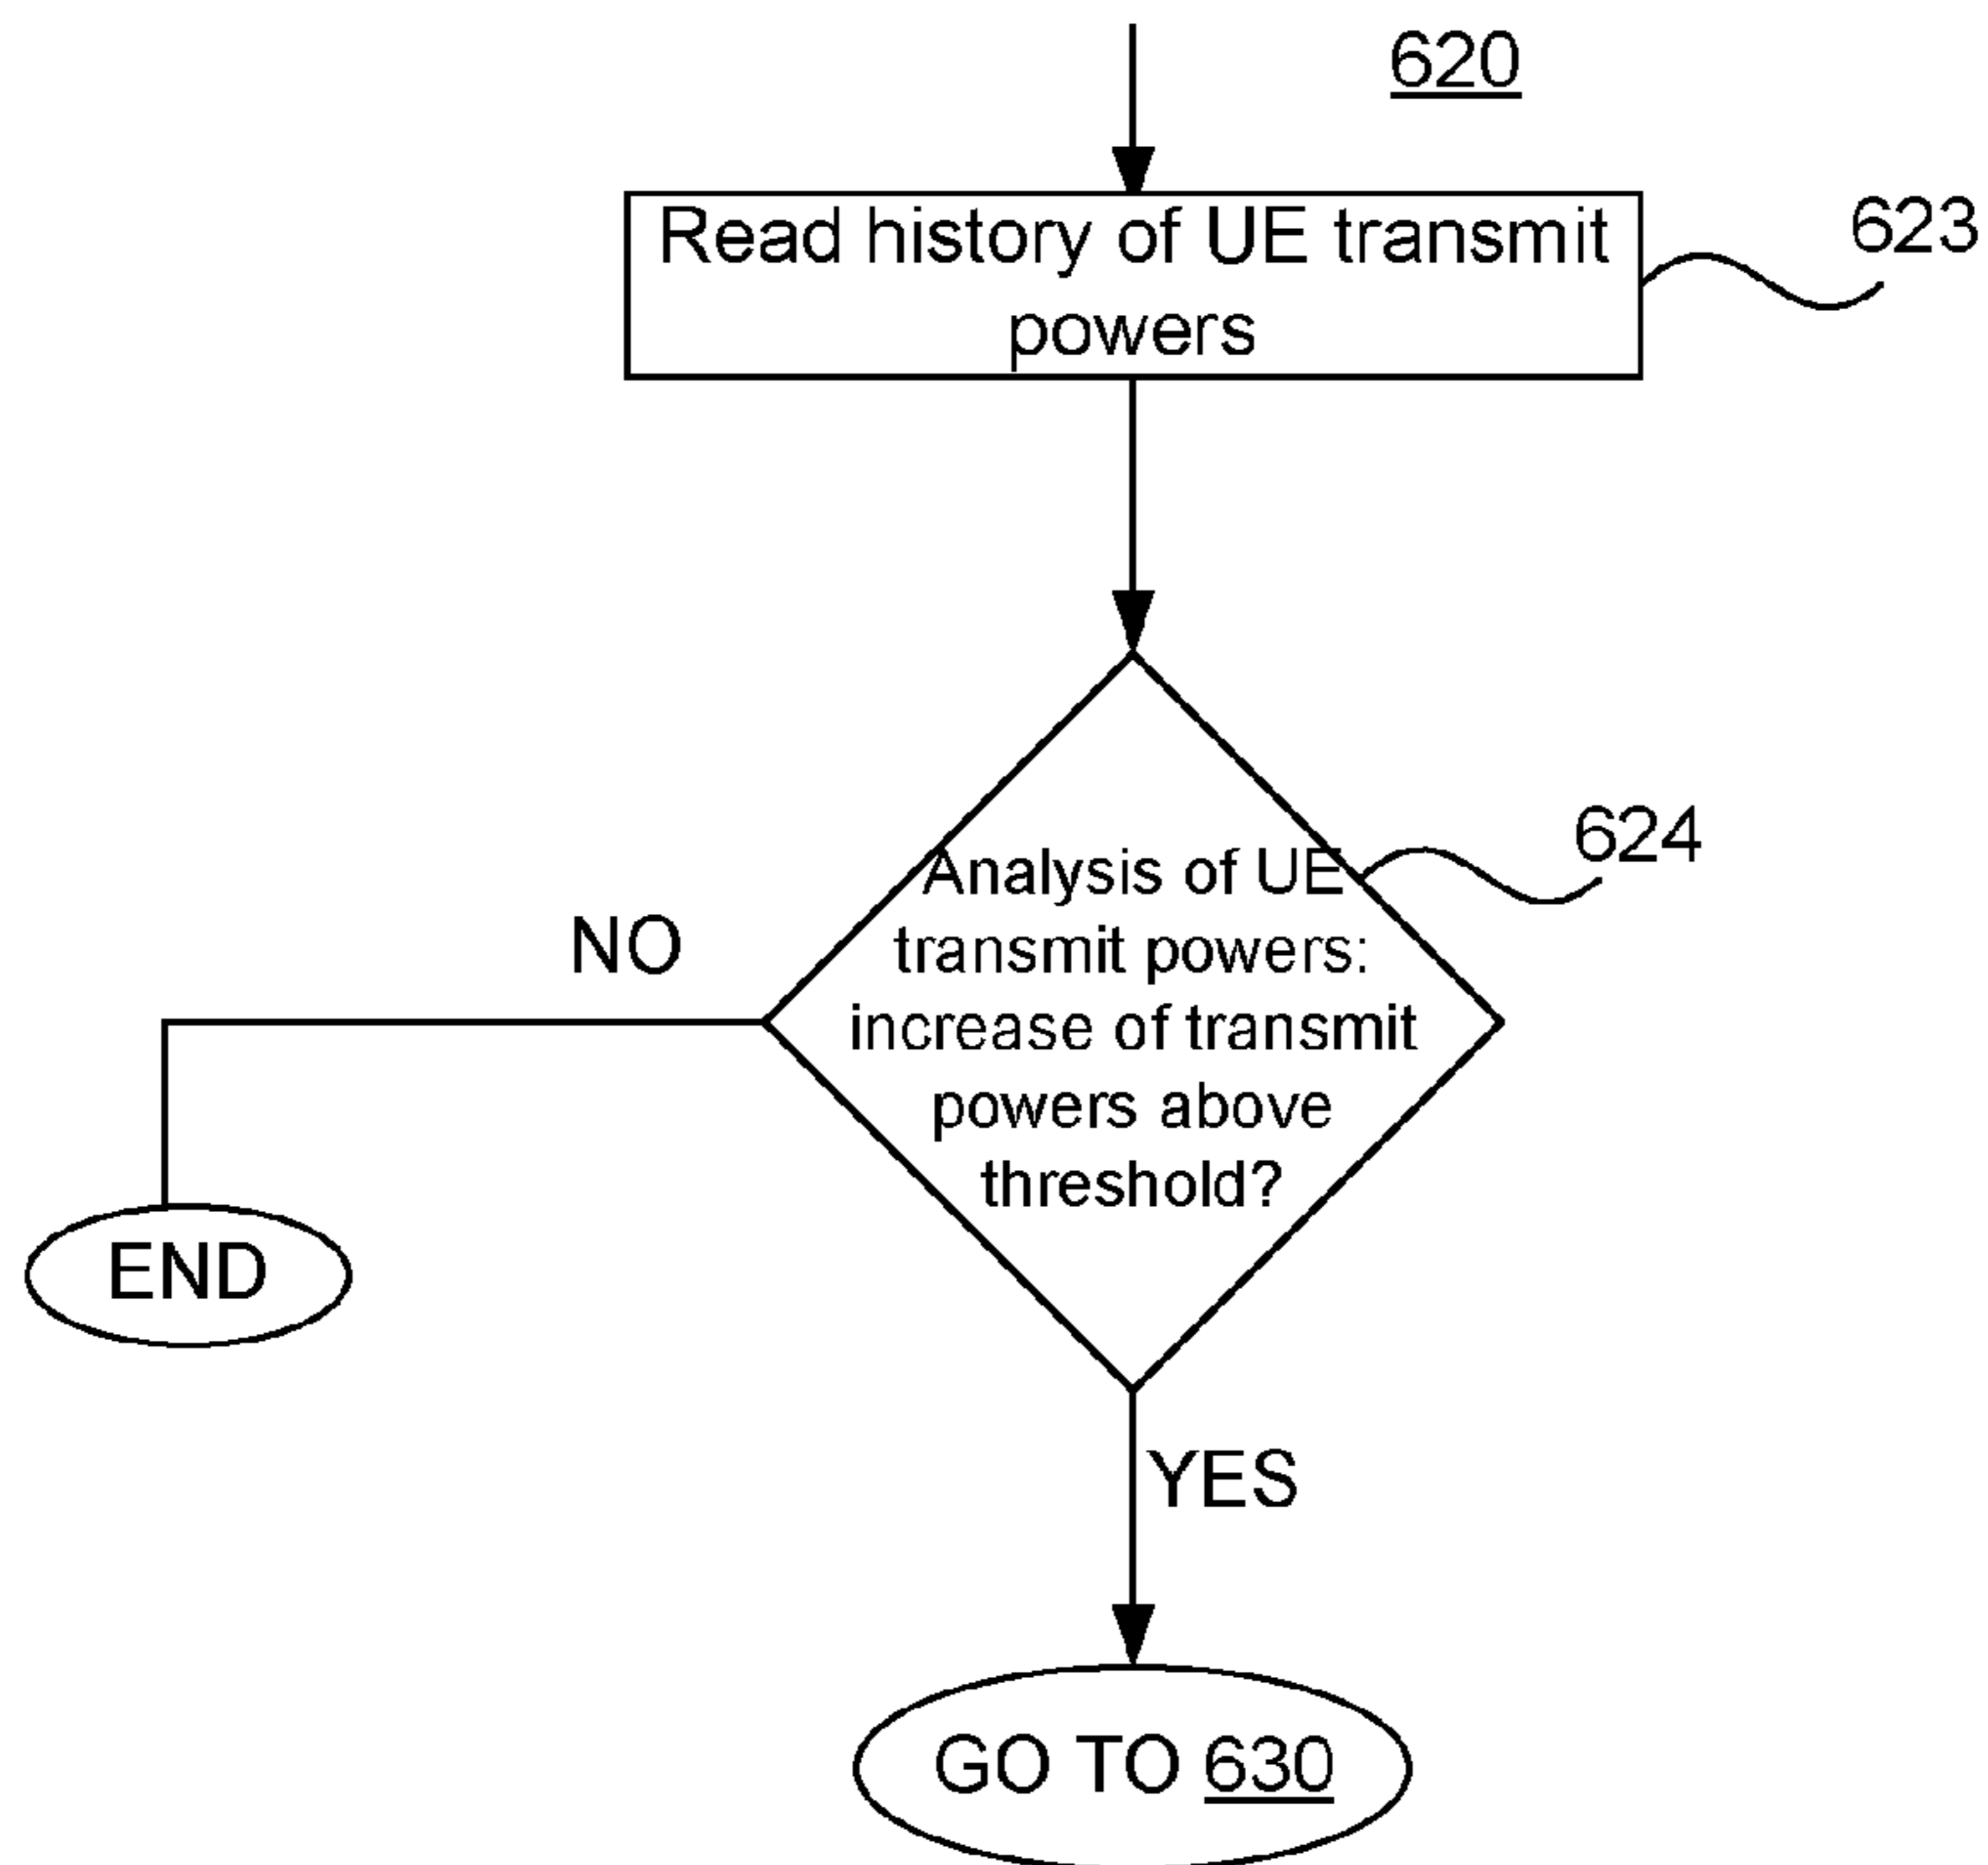 620
Read history of UE transmit
powers
623
Analysis of UE
transmit powers:
increase of transmit
powers above
threshold?
624
NO
END
YES
GO TO 630